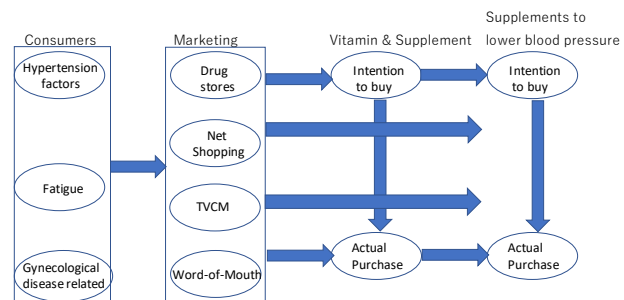 Supplements to
Consumers Marketing Vitamin & Supplement lower blood pressure
Hypertension
factors
Drug
stores
Intention
to buy
Intention
to buy
Net
Shopping
Fatigue
TVCM
Gynecological
disease related
Word-of-Mouth
Actual
Purchase
Actual
Purchase